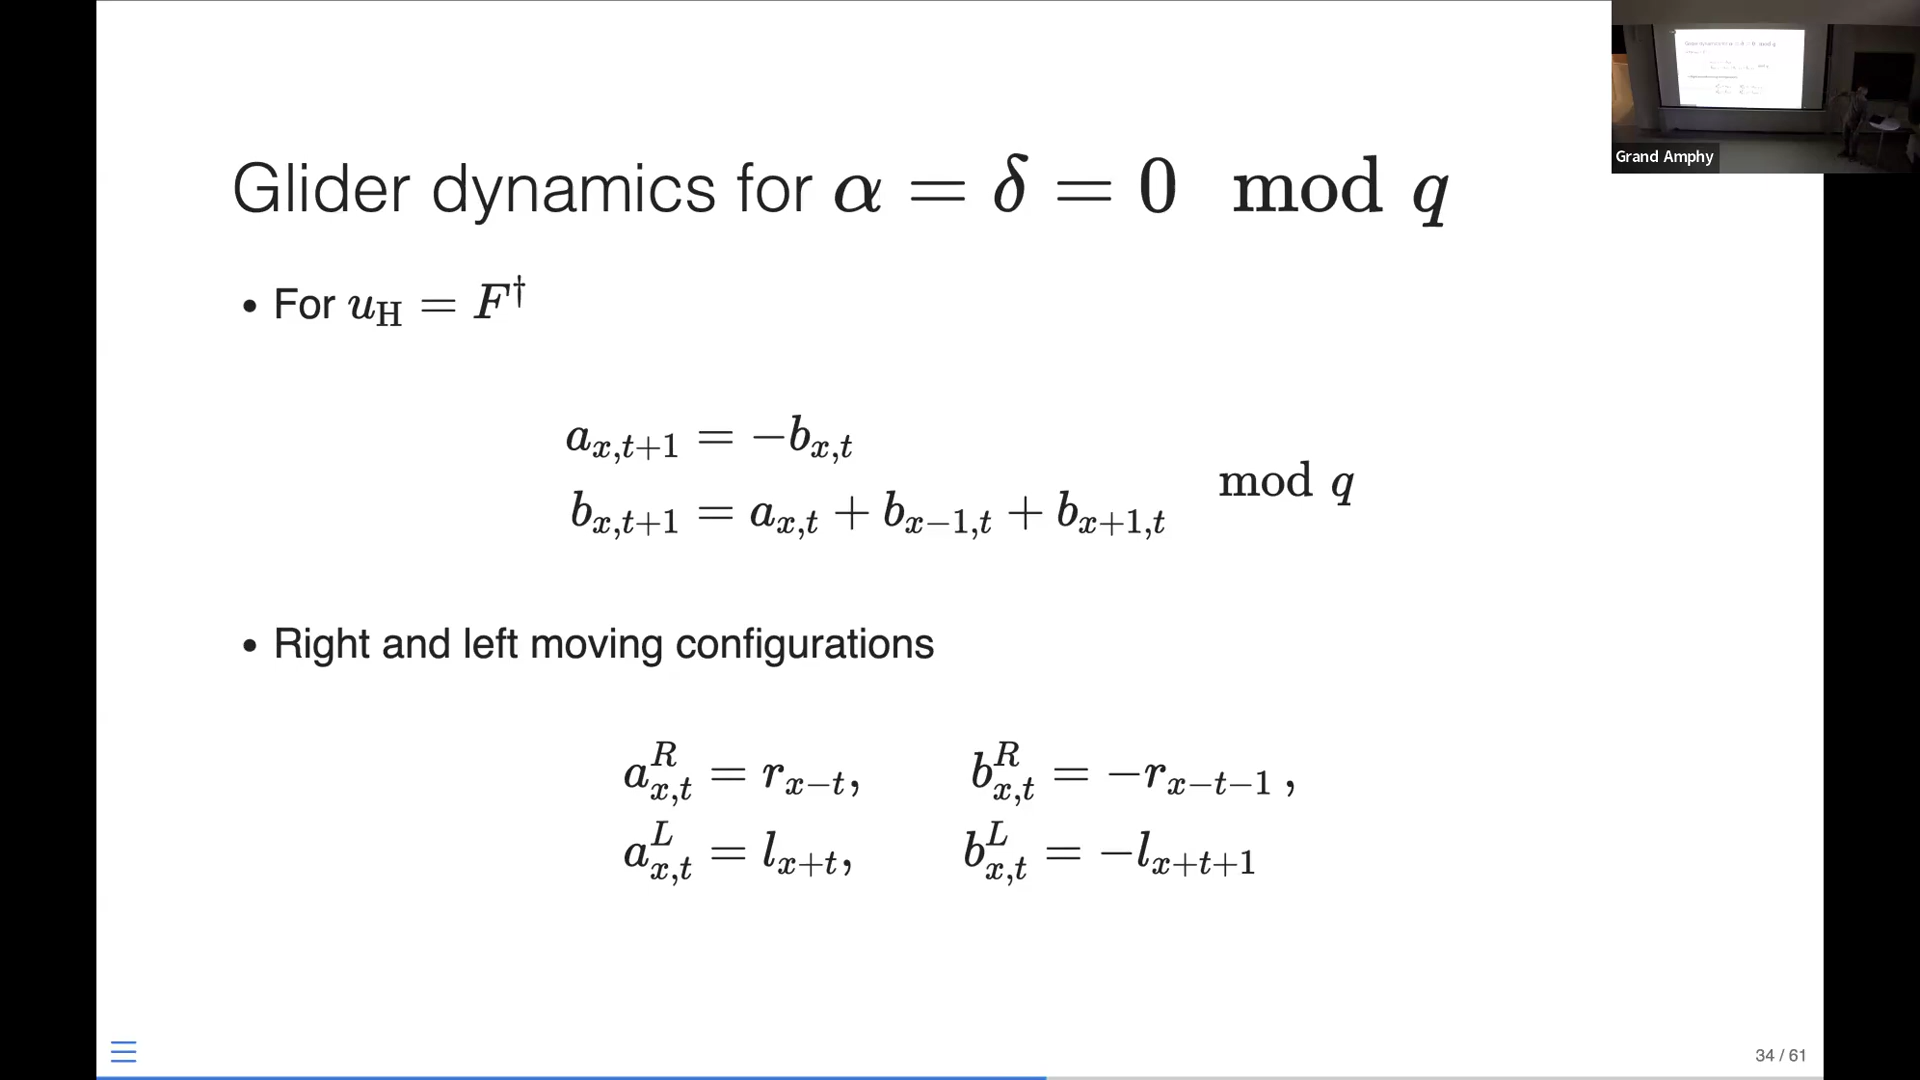 Glider dynamics for α = δ = 0 mod q
Grand Amphy
• For u_H = F†
a_{x,t+1} = −b_{x,t}
b_{x,t+1} = a_{x,t} + b_{x−1,t} + b_{x+1,t} mod q
• Right and left moving configurations
a^R_{x,t} = r_{x−t}, b^R_{x,t} = −r_{x−t−1} ,
a^L_{x,t} = l_{x+t}, b^L_{x,t} = −l_{x+t+1}
34 / 61